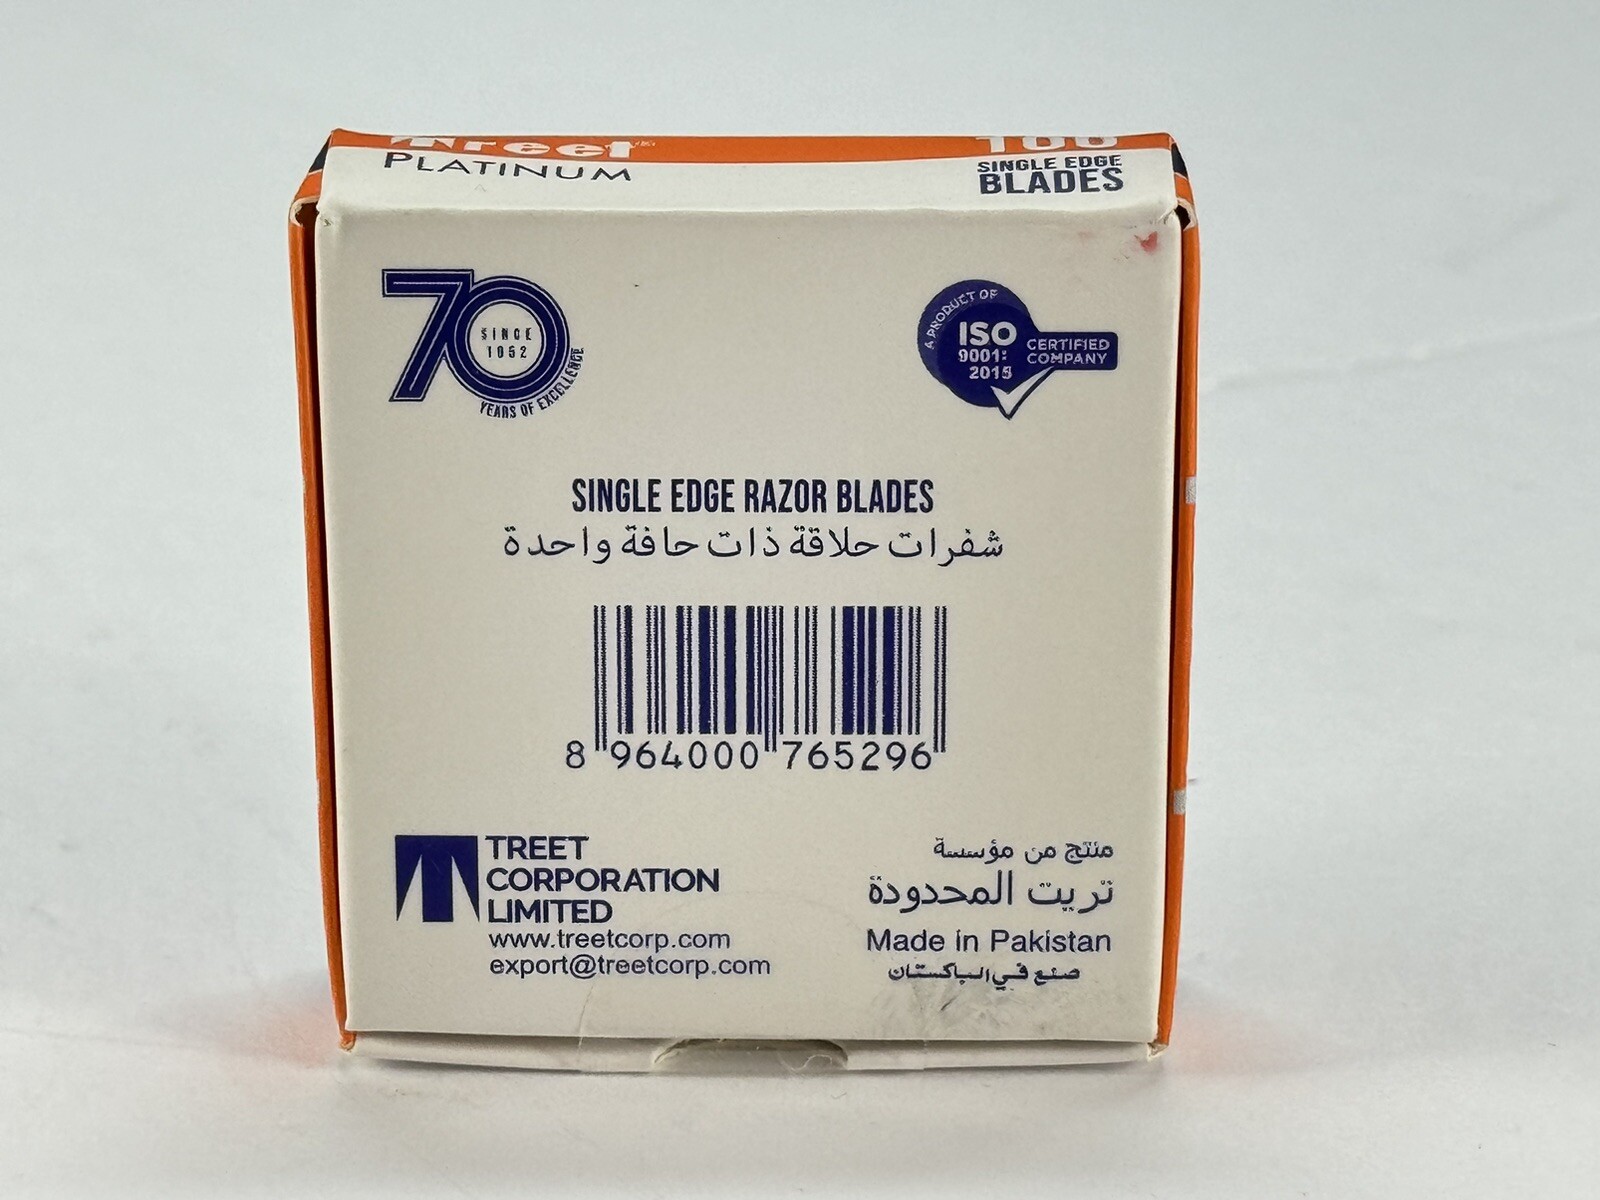 Treet
PLATINUM
100
SINGLE EDGE
BLADES
70
SINCE
1952
YEARS OF EXCELLENCE
A PRODUCT OF
ISO
9001:
2015
CERTIFIED
COMPANY
SINGLE EDGE RAZOR BLADES
شفرات حلاقة ذات حافة واحدة
8 964000 765296
TREET
CORPORATION
LIMITED
www.treetcorp.com
export@treetcorp.com
منتج من مؤسسة
تريت المحدودة
Made in Pakistan
صنع في الباكستان